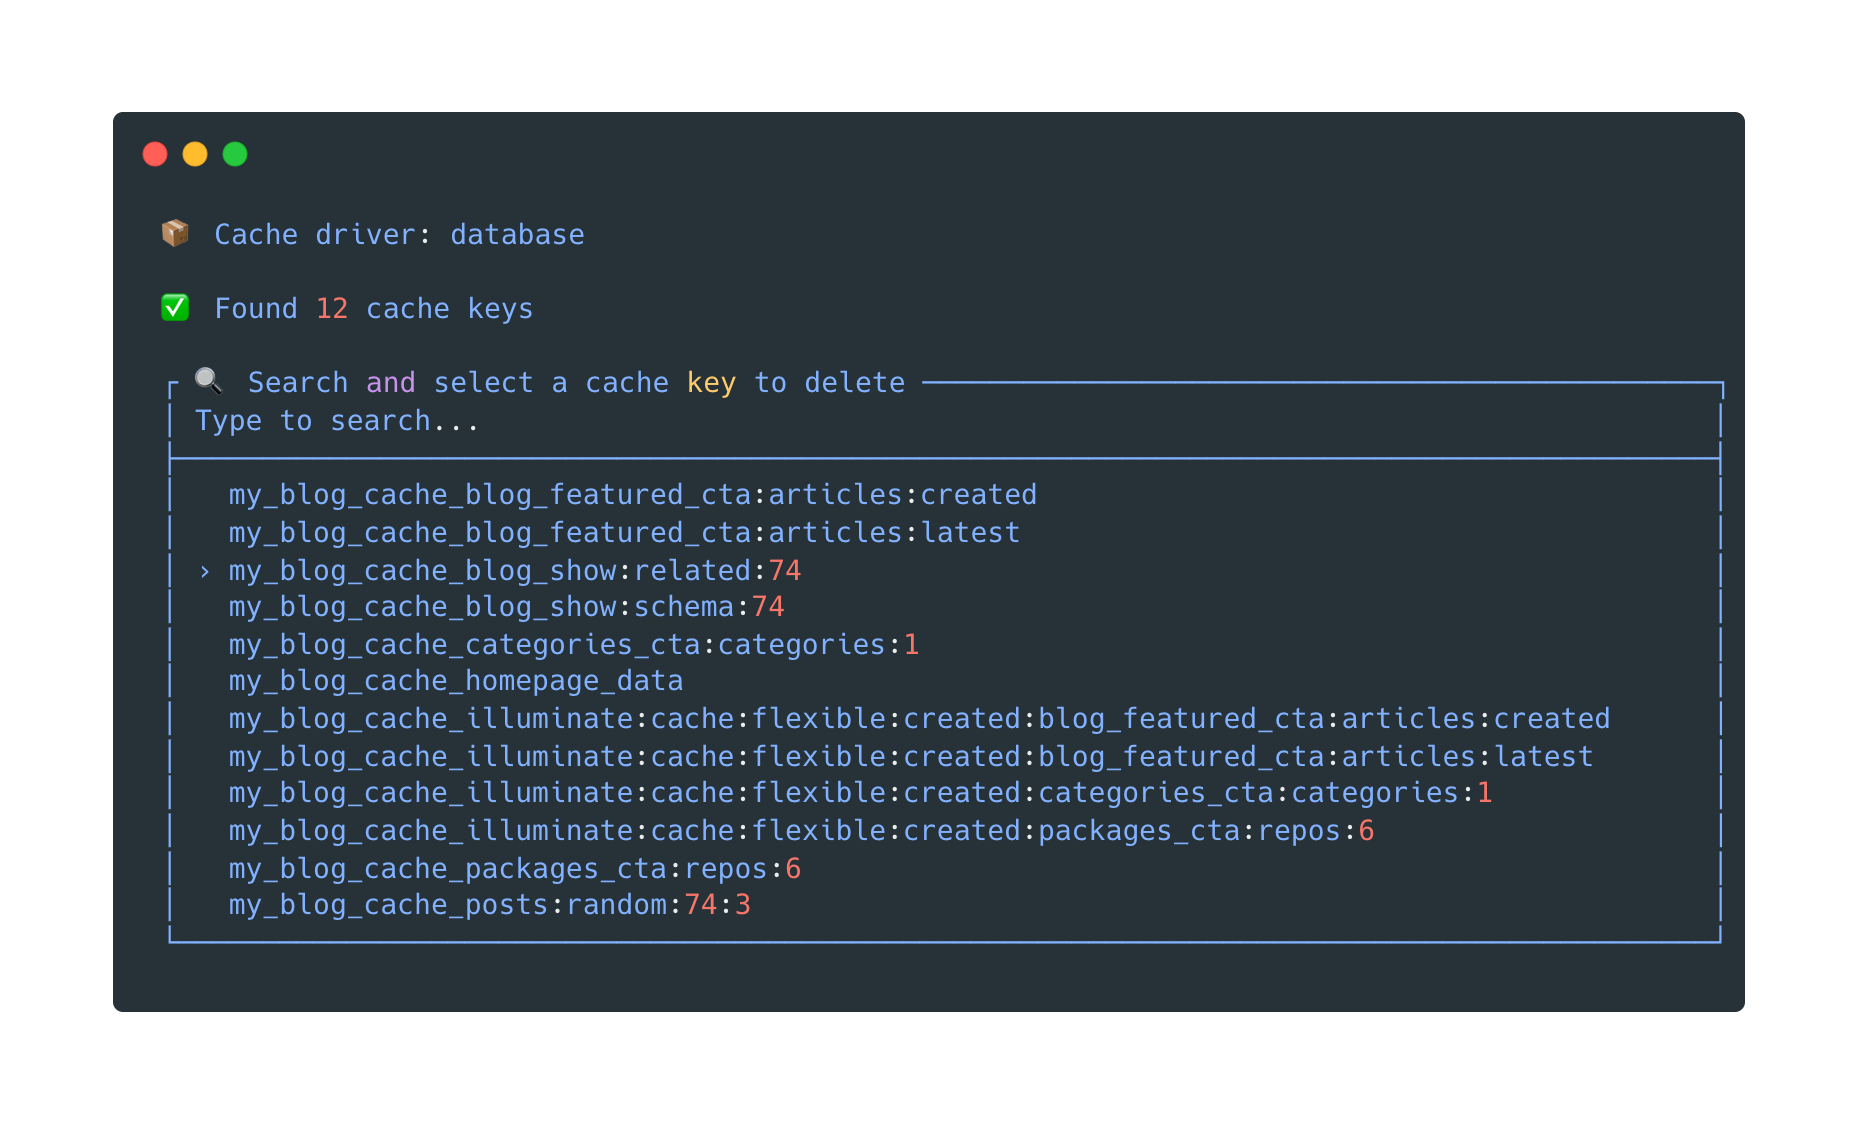 📦 Cache driver: database
✅ Found 12 cache keys
🔍 Search and select a cache key to delete
Type to search...
my_blog_cache_blog_featured_cta:articles:created
my_blog_cache_blog_featured_cta:articles:latest
› my_blog_cache_blog_show:related:74
my_blog_cache_blog_show:schema:74
my_blog_cache_categories_cta:categories:1
my_blog_cache_homepage_data
my_blog_cache_illuminate:cache:flexible:created:blog_featured_cta:articles:created
my_blog_cache_illuminate:cache:flexible:created:blog_featured_cta:articles:latest
my_blog_cache_illuminate:cache:flexible:created:categories_cta:categories:1
my_blog_cache_illuminate:cache:flexible:created:packages_cta:repos:6
my_blog_cache_packages_cta:repos:6
my_blog_cache_posts:random:74:3